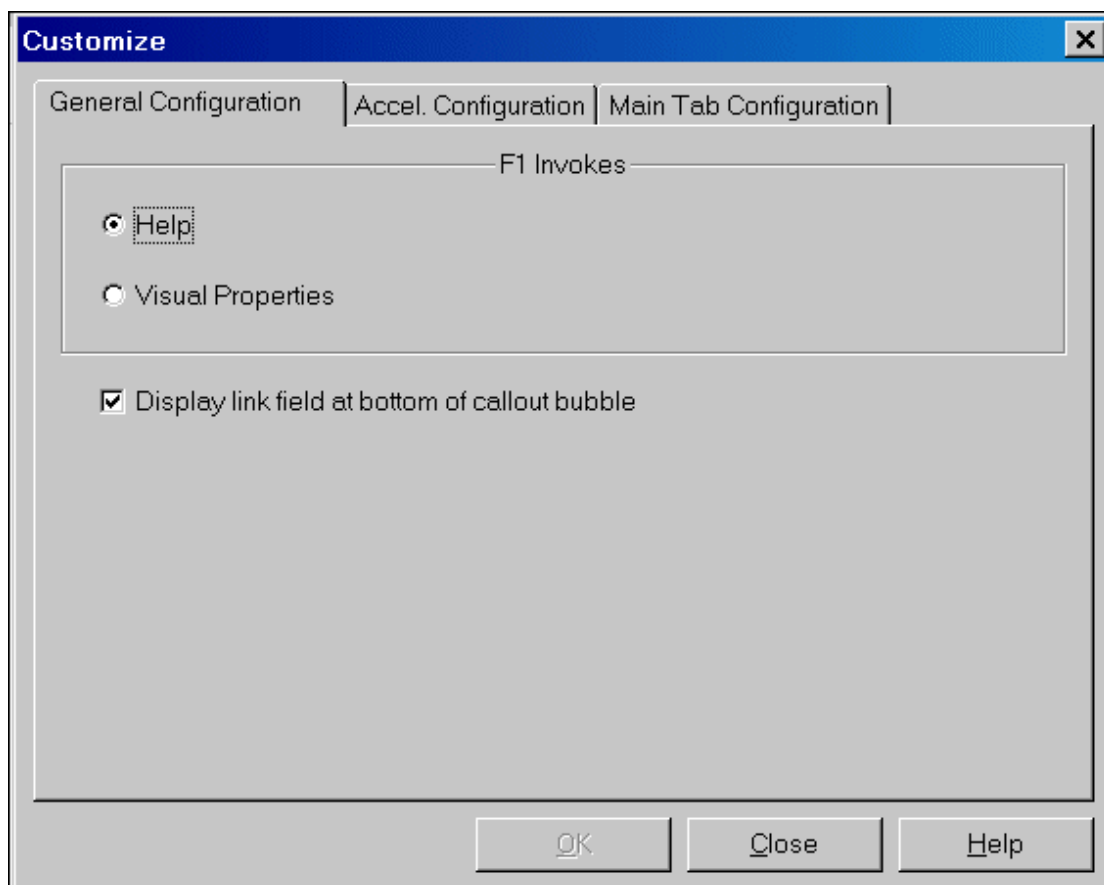 Customize
General Configuration Accel. Configuration Main Tab Configuration
F1 Invokes
Help
Visual Properties
Display link field at bottom of callout bubble
OK Close Help